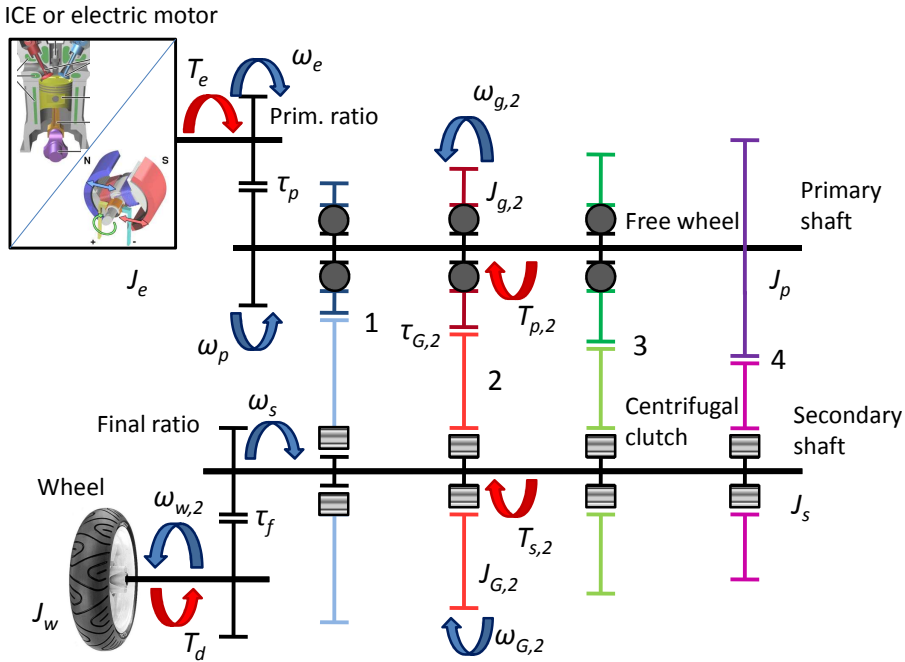 ICE or electric motor
T_e
ω_e
N
S
+
-
J_e
Prim. ratio
τ_p
ω_p
ω_g,2
J_g,2
Free wheel
Primary
shaft
J_p
T_p,2
τ_G,2
1
2
3
4
Final ratio
ω_s
Centrifugal
clutch
Secondary
shaft
J_s
Wheel
ω_w,2
τ_f
T_s,2
J_G,2
J_w
T_d
ω_G,2